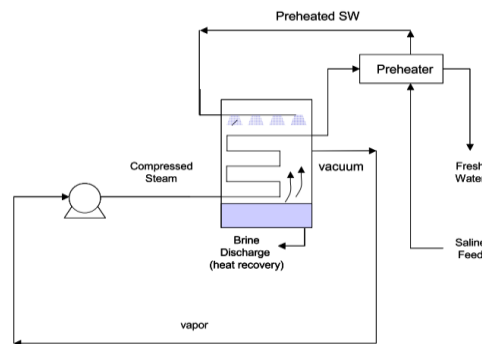 Preheated SW
Preheater
Compressed
Steam
vacuum
Fresh
Water
Brine
Discharge
(heat recovery)
Saline
Feed
vapor